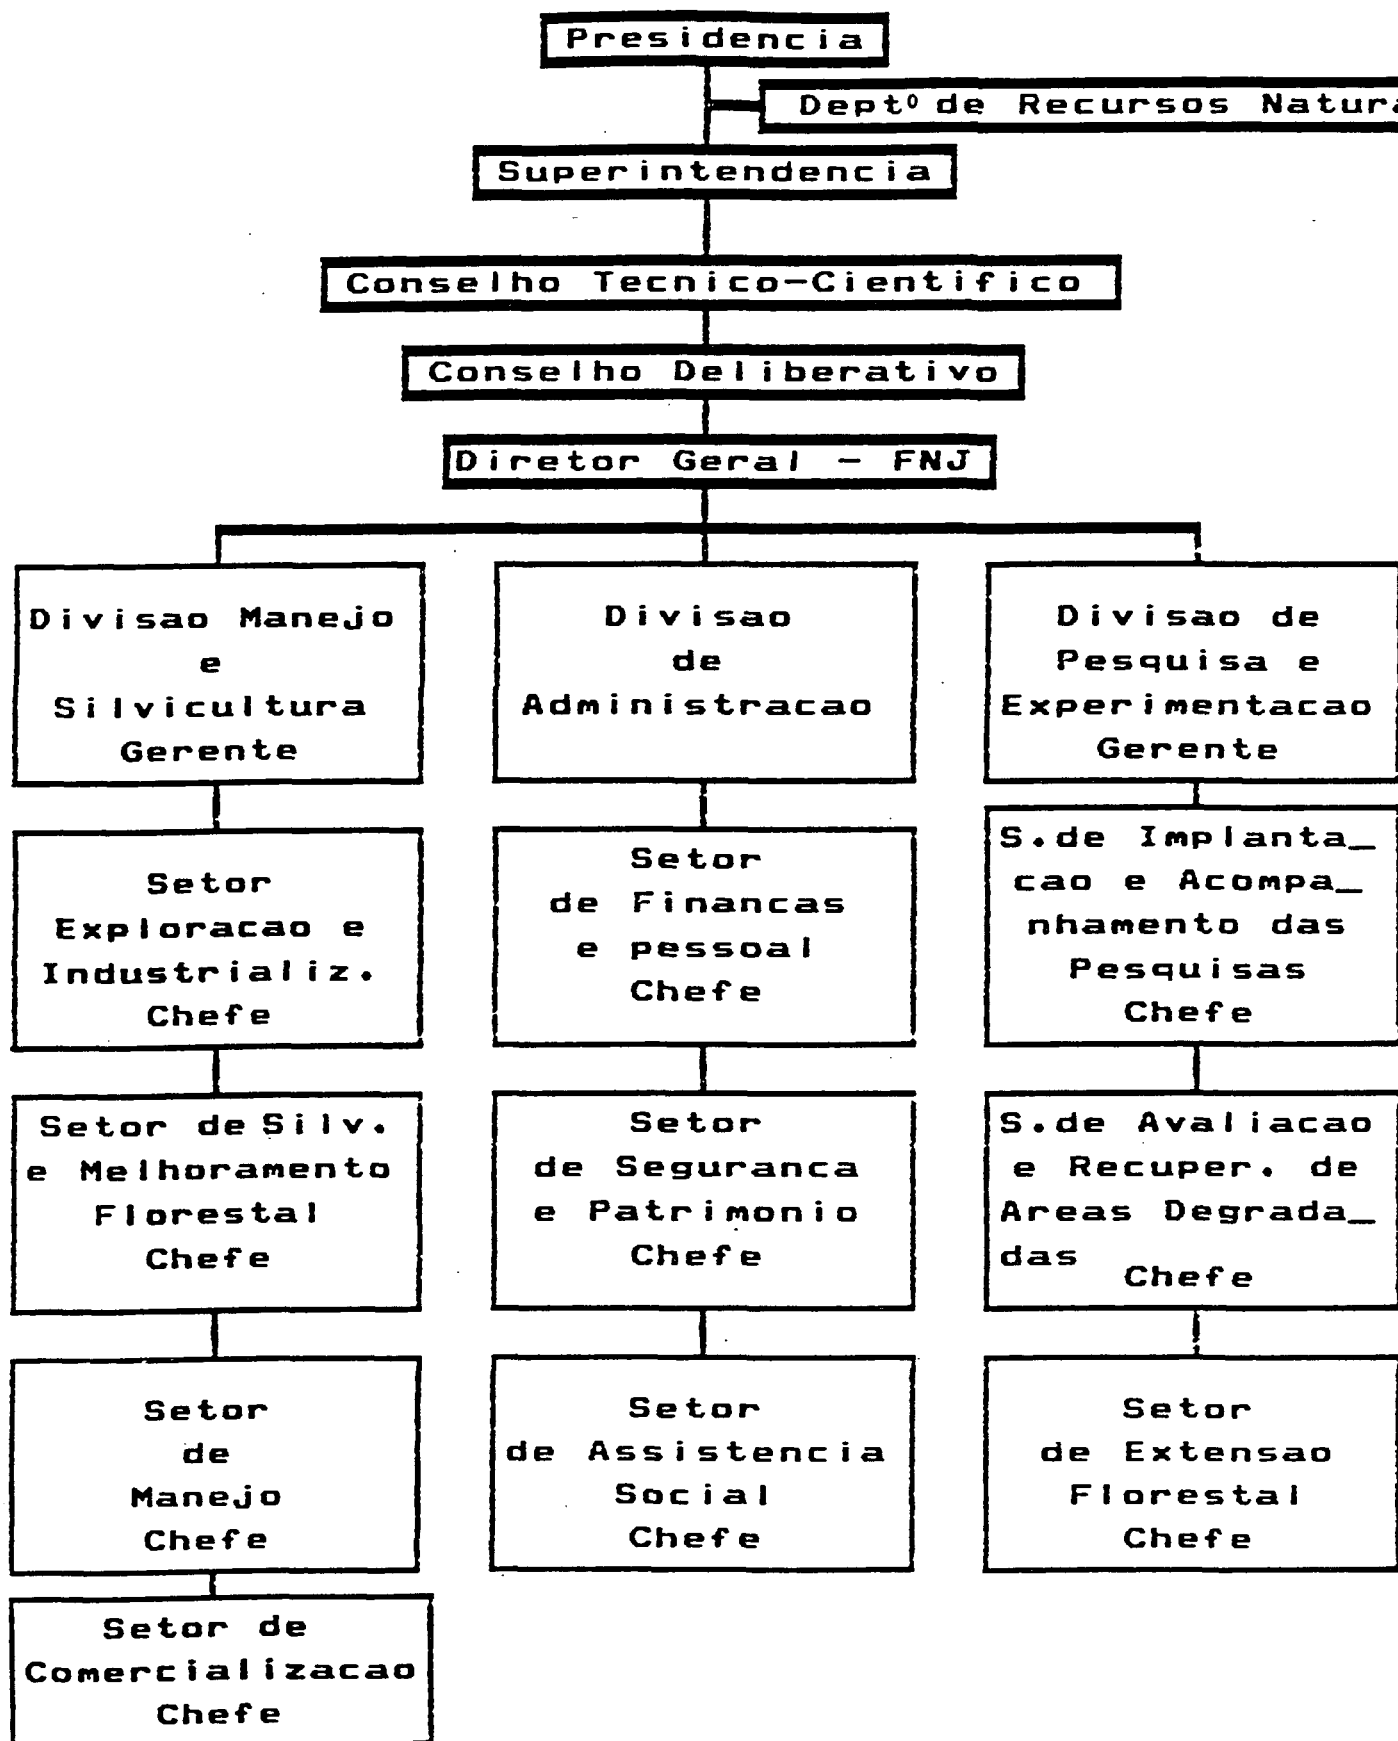 Presidencia
Deptº de Recursos
Superintendencia
Conselho Tecnico-Cientifico
Conselho Deliberativo
Diretor Geral - FNJ
Divisao Manejo
e
Silvicultura
Gerente
Setor
Exploracao e
Industrializ.
Chefe
Setor de Silv.
e Melhoramento
Florestal
Chefe
Setor
de
Manejo
Chefe
Setor de
Comercializacao
Chefe
Divisao
de
Administracao
Setor
de Financas
e pessoal
Chefe
Setor
de Seguranca
e Patrimonio
Chefe
Setor
de Assistencia
Social
Chefe
Divisao de
Pesquisa e
Experimentacao
Gerente
S.de Implanta_
cao e Acompa_
nhamento das
Pesquisas
Chefe
S.de Avaliacao
e Recuper. de
Areas Degrada_
das
Chefe
Setor
de Extensao
Florestal
Chefe